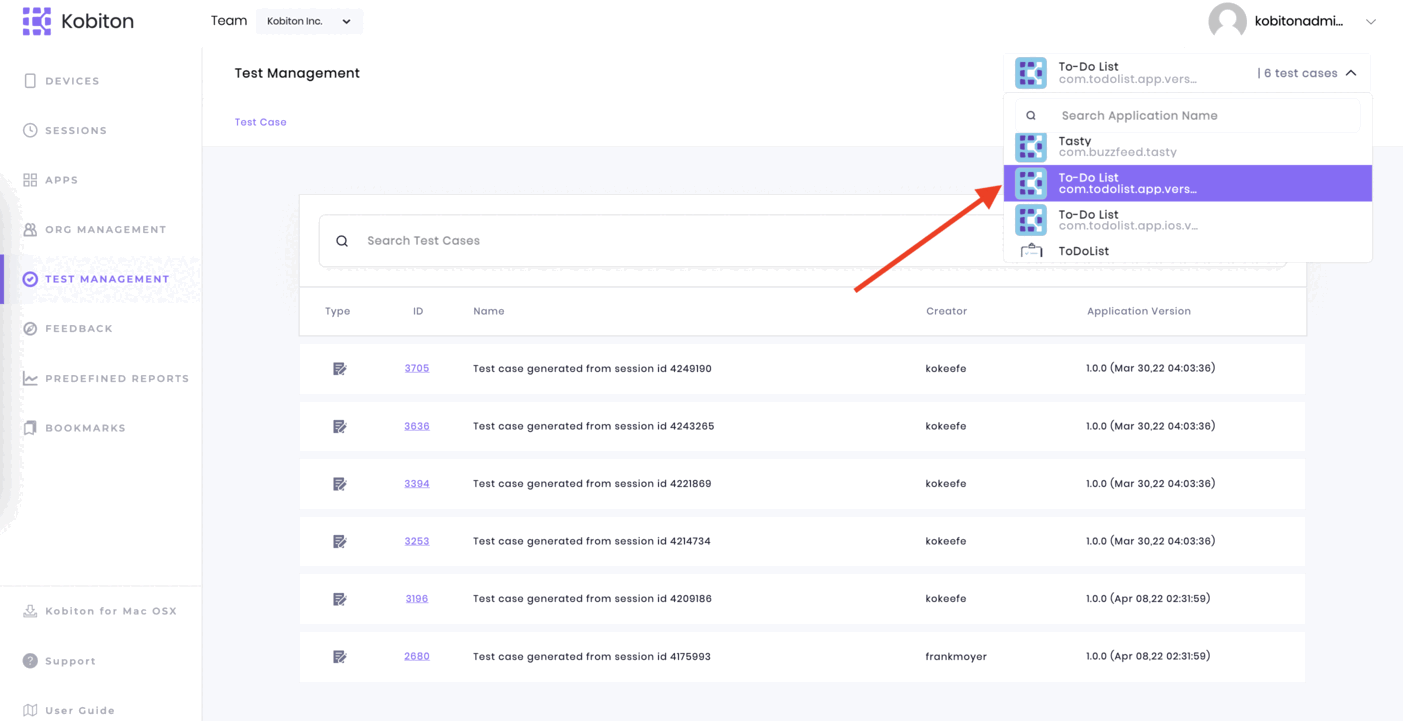 Kobiton
Team
Kobiton Inc.
kobitonadmi...
DEVICES
SESSIONS
APPS
ORG MANAGEMENT
TEST MANAGEMENT
FEEDBACK
PREDEFINED REPORTS
BOOKMARKS
Kobiton for Mac OSX
Support
User Guide
Test Management
Test Case
To-Do List
com.todolist.app.vers...
| 6 test cases
Search Application Name
Tasty
com.buzzfeed.tasty
To-Do List
com.todolist.app.vers...
To-Do List
com.todolist.app.ios.v...
ToDoList
Search Test Cases
Type ID Name Creator Application Version
3705 Test case generated from session id 4249190 kokeefe 1.0.0 (Mar 30,22 04:03:36)
3636 Test case generated from session id 4243265 kokeefe 1.0.0 (Mar 30,22 04:03:36)
3394 Test case generated from session id 4221869 kokeefe 1.0.0 (Mar 30,22 04:03:36)
3253 Test case generated from session id 4214734 kokeefe 1.0.0 (Mar 30,22 04:03:36)
3196 Test case generated from session id 4209186 kokeefe 1.0.0 (Apr 08,22 02:31:59)
2680 Test case generated from session id 4175993 frankmoyer 1.0.0 (Apr 08,22 02:31:59)